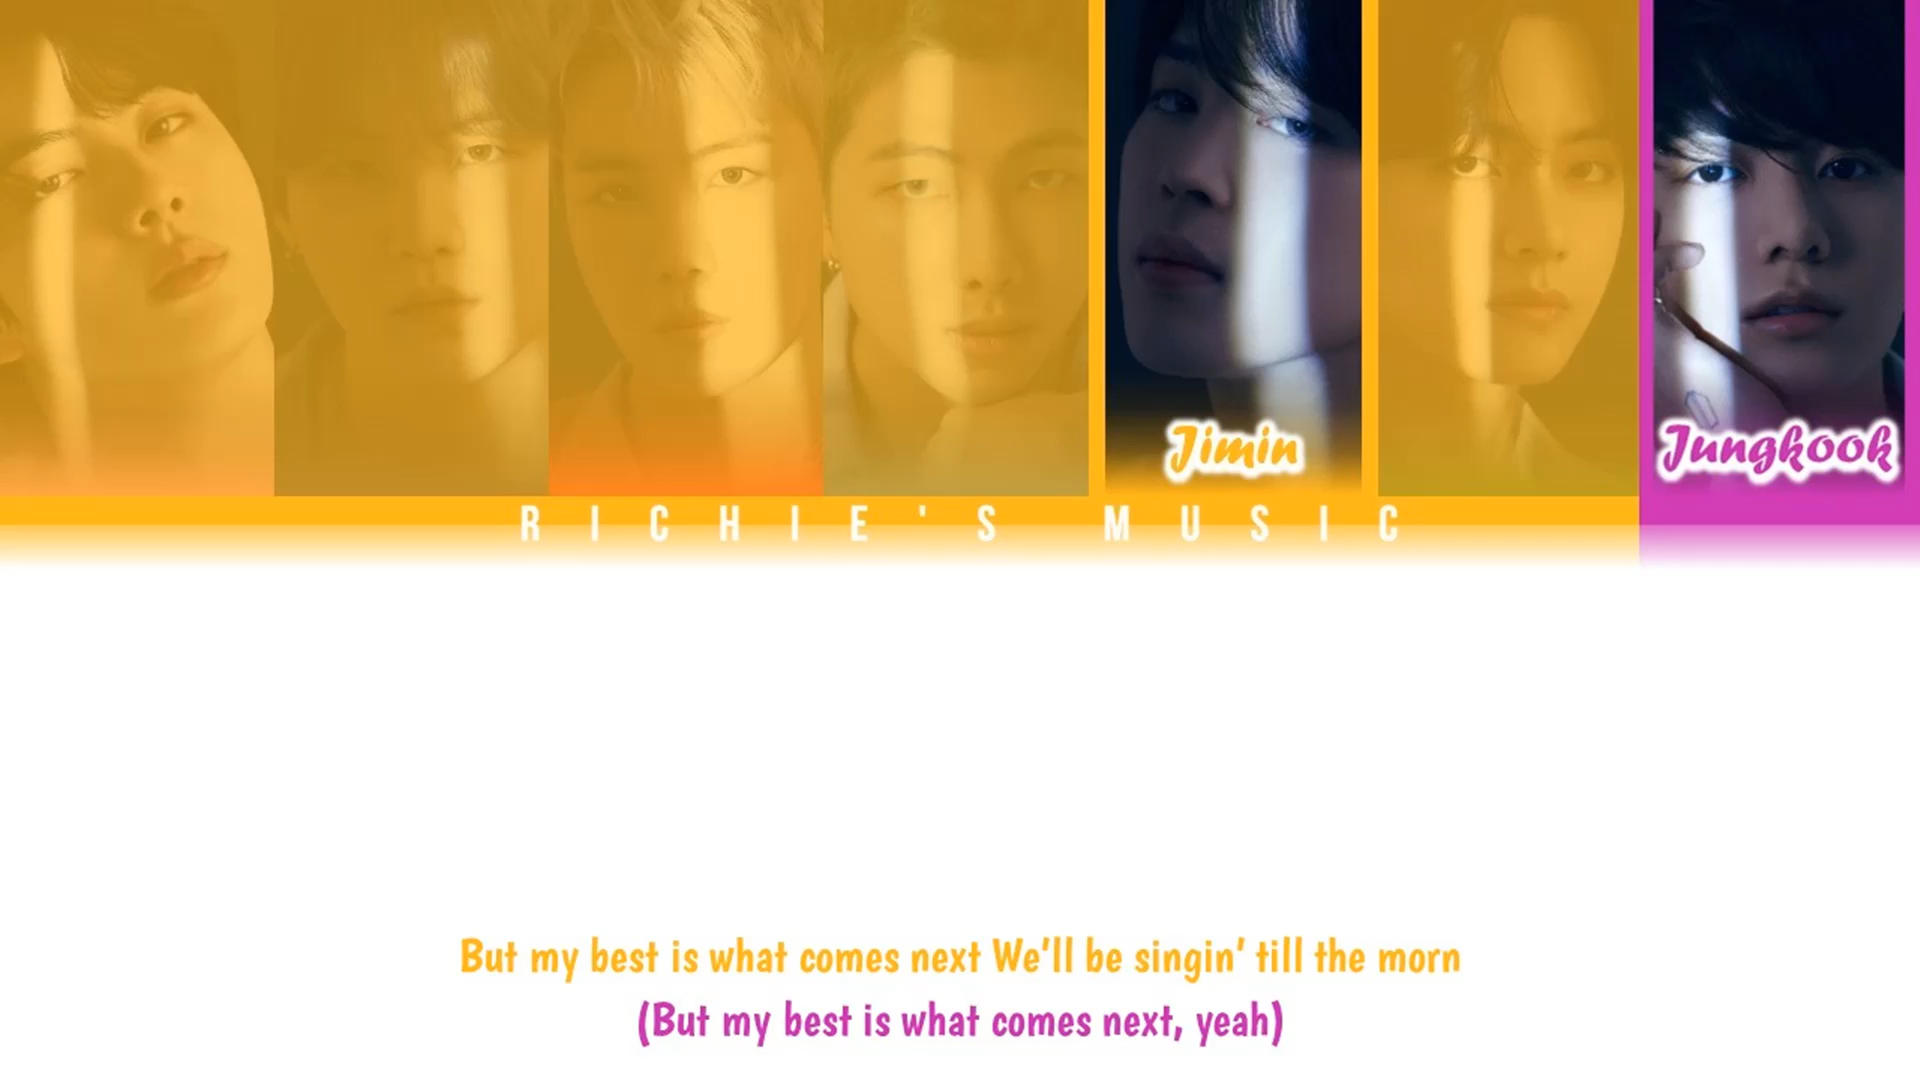 Jimin
Jungkook
RICHIE'S MUSIC
But my best is what comes next We'll be singin' till the morn
(But my best is what comes next, yeah)